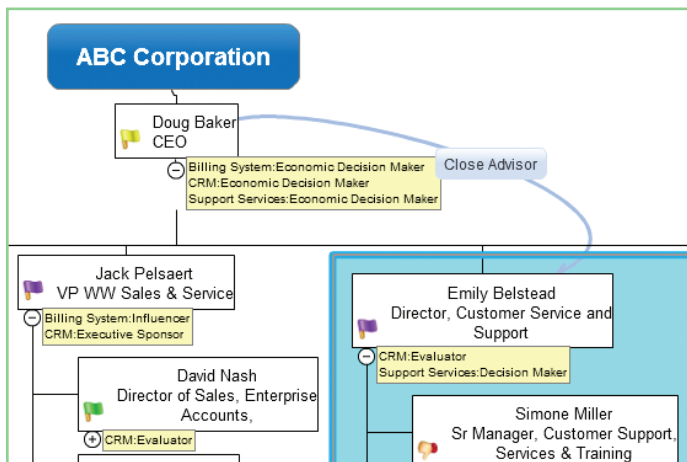 ABC Corporation
Doug Baker
CEO
Billing System:Economic Decision Maker
CRM:Economic Decision Maker
Support Services:Economic Decision Maker
Close Advisor
Jack Pelsaert
VP WW Sales & Service
Billing System:Influencer
CRM:Executive Sponsor
David Nash
Director of Sales, Enterprise
Accounts,
CRM:Evaluator
Emily Belstead
Director, Customer Service and
Support
CRM:Evaluator
Support Services:Decision Maker
Simone Miller
Sr Manager, Customer Support,
Services & Training